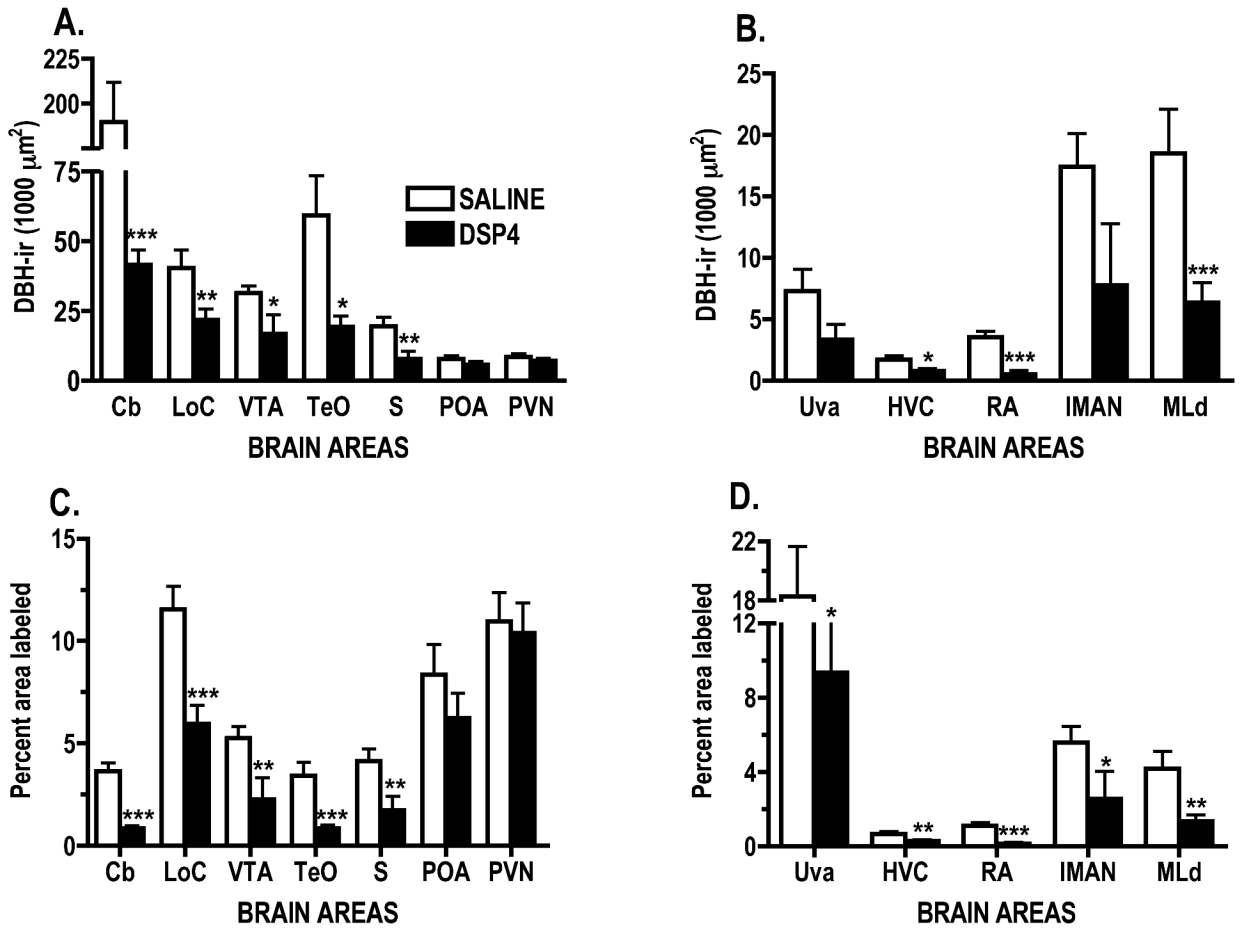 A.
225
200
75
50
25
0
DBH-ir (1000 μm²)
SALINE
DSP4
***
**
*
*
**
Cb LoC VTA TeO S POA PVN
BRAIN AREAS
B.
25
20
15
10
5
0
DBH-ir (1000 μm²)
*
***
***
Uva HVC RA lMAN MLd
BRAIN AREAS
C.
15
10
5
0
Percent area labeled
***
***
**
***
**
Cb LoC VTA TeO S POA PVN
BRAIN AREAS
D.
22
18
12
8
4
0
Percent area labeled
*
**
***
*
**
Uva HVC RA lMAN MLd
BRAIN AREAS